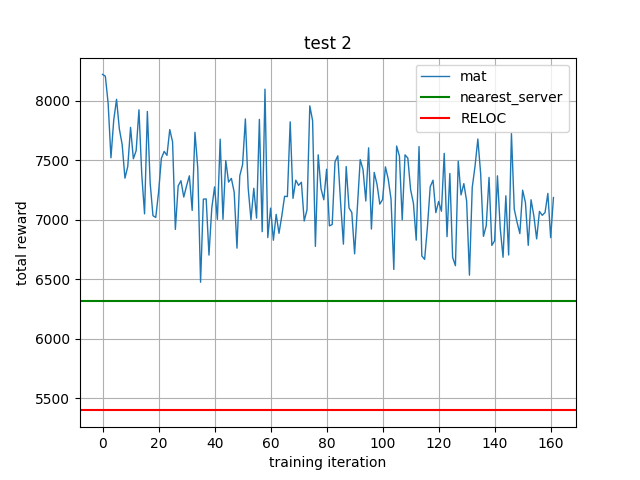 test 2
mat
nearest_server
RELOC
total reward
8000
7500
7000
6500
6000
5500
0 20 40 60 80 100 120 140 160
training iteration